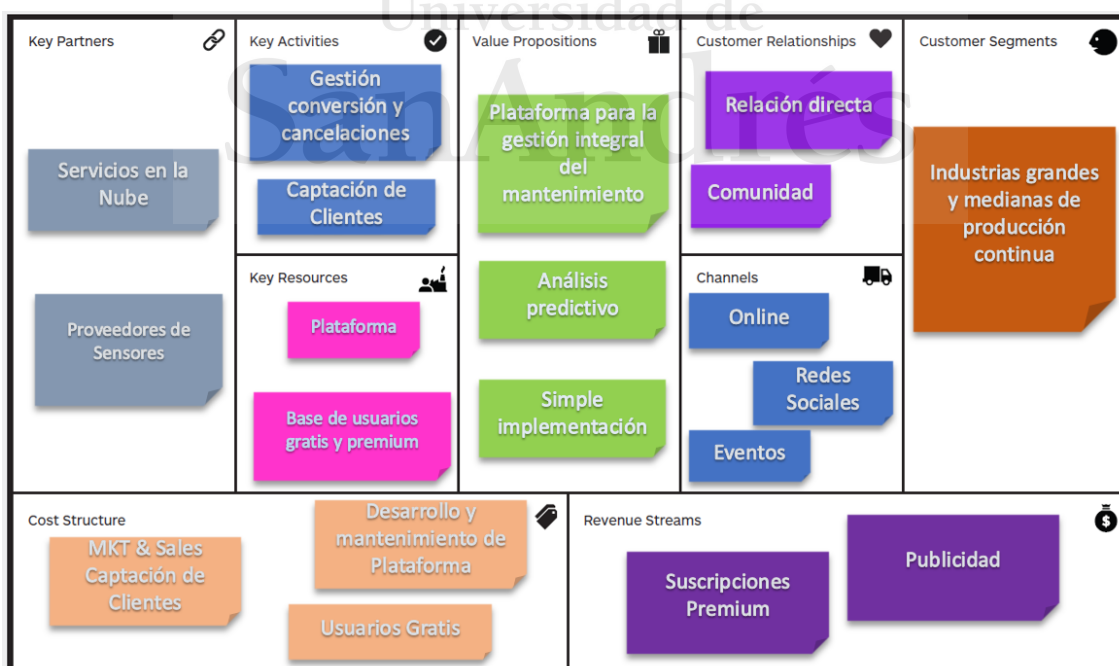 Universidad de
SanAndrés
Key Partners
Servicios en la
Nube
Proveedores de
Sensores
Key Activities
Gestión
conversión y
cancelaciones
Captación de
Clientes
Key Resources
Plataforma
Base de usuarios
gratis y premium
Value Propositions
Plataforma para la
gestión integral
del
mantenimiento
Análisis
predictivo
Simple
implementación
Customer Relationships
Relación directa
Comunidad
Channels
Online
Redes
Sociales
Eventos
Customer Segments
Industrias grandes
y medianas de
producción
continua
Cost Structure
MKT & Sales
Captación de
Clientes
Desarrollo y
mantenimiento de
Plataforma
Usuarios Gratis
Revenue Streams
Suscripciones
Premium
Publicidad
$